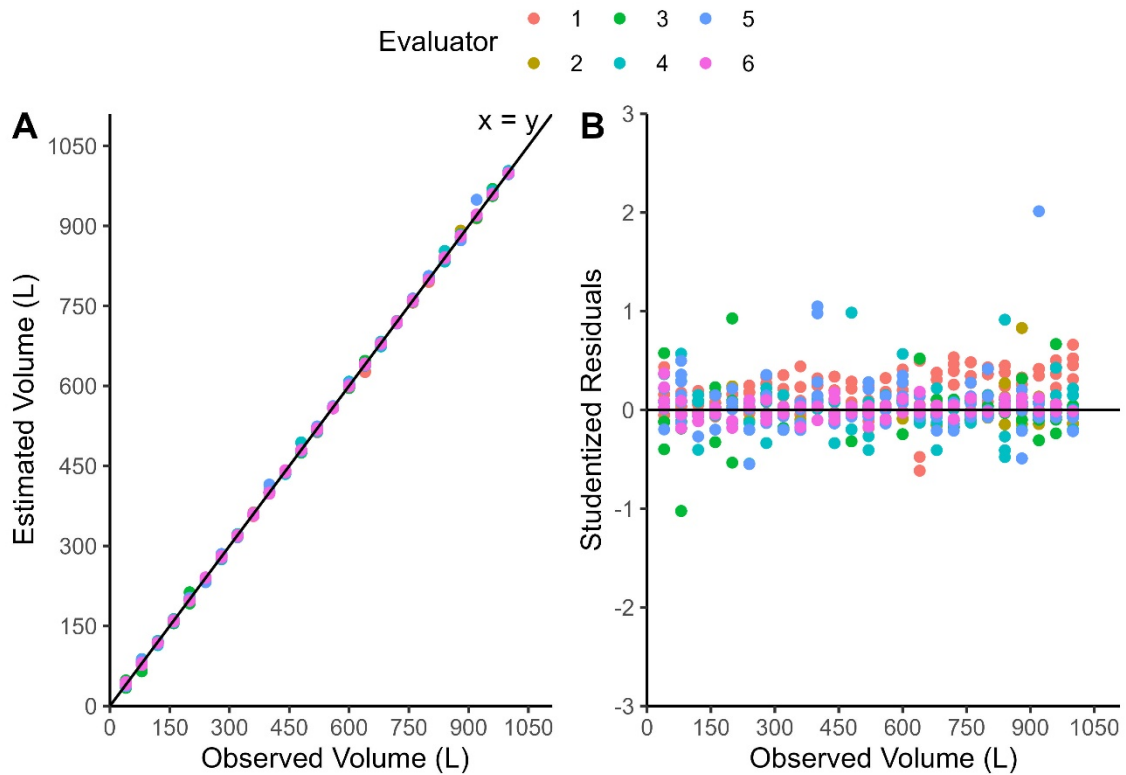 Evaluator
1 3 5
2 4 6
A
x = y
1050
900
750
600
450
300
150
0
Estimated Volume (L)
0 150 300 450 600 750 900 1050
Observed Volume (L)
B
3
2
1
0
-1
-2
-3
Studentized Residuals
0 150 300 450 600 750 900 1050
Observed Volume (L)